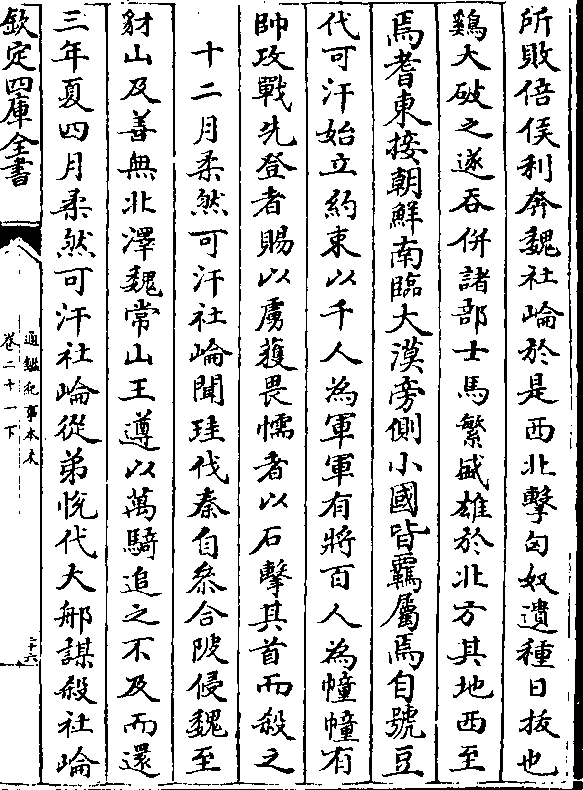 所敗倍侯利奔魏社崘於是西北擊匈奴遺種日拔也
鷄大破之遂吞併諸部士馬繁盛雄於北方其地西至
焉耆東接朝鮮南臨大漠旁側小國皆羈屬焉自號豆
代可汗始立約束以千人為軍軍有將百人為幢幢有
帥攻戰先登者賜以虜獲畏懦者以石擊其首而殺之
十二月柔然可汗社崘聞珪伐秦自參合陂侵魏至
豺山及善無北澤魏常山王遵以萬騎追之不及而還
三年夏四月柔然可汗社崘從弟悅代大那謀殺社崘
欽定四庫全書
通鑑紀事本末
卷二十一下
二十六